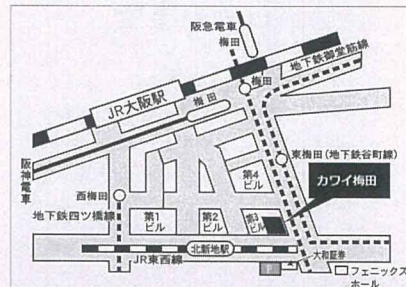 阪急電車
梅田
梅田
地下鉄御堂筋線
JR大阪駅
梅田
阪神電車
東梅田(地下鉄谷町線)
カワイ梅田
西梅田
地下鉄四ツ橋線
第1
ビル
第2
ビル
第3
ビル
第4
ビル
北新地駅
JR東西線
大和証券
P
フェニックス
ホール